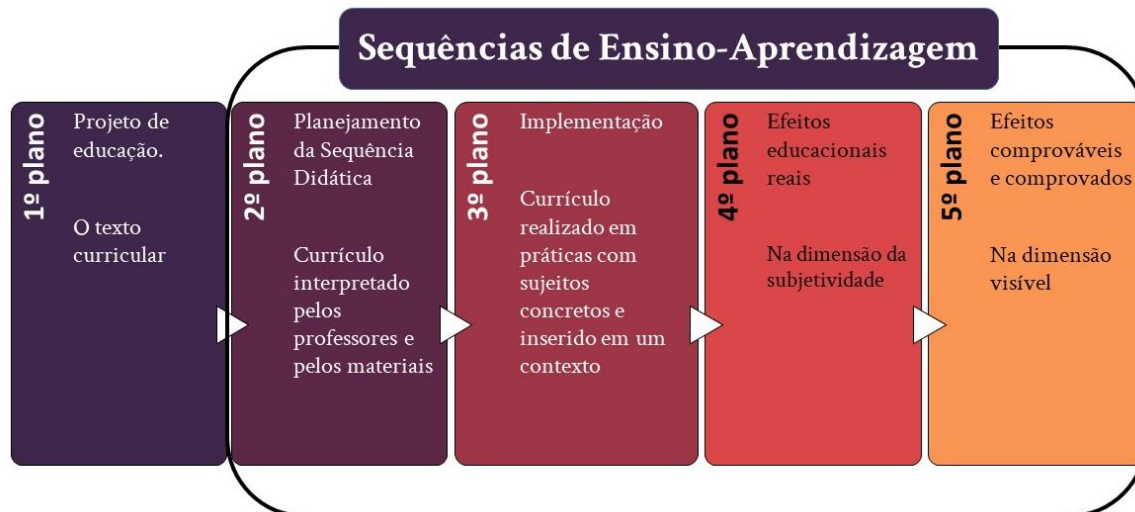 Sequências de Ensino-Aprendizagem
1º plano
Projeto de
educação.
O texto
curricular
2º plano
Planejamento
da Sequência
Didática
Currículo
interpretado
pelos
professores e
pelos materiais
3º plano
Implementação
Currículo
realizado em
práticas com
sujeitos
concretos e
inserido em um
contexto
4º plano
Efeitos
educacionais
reais
Na dimensão da
subjetividade
5º plano
Efeitos
comprováveis
e comprovados
Na dimensão
visível